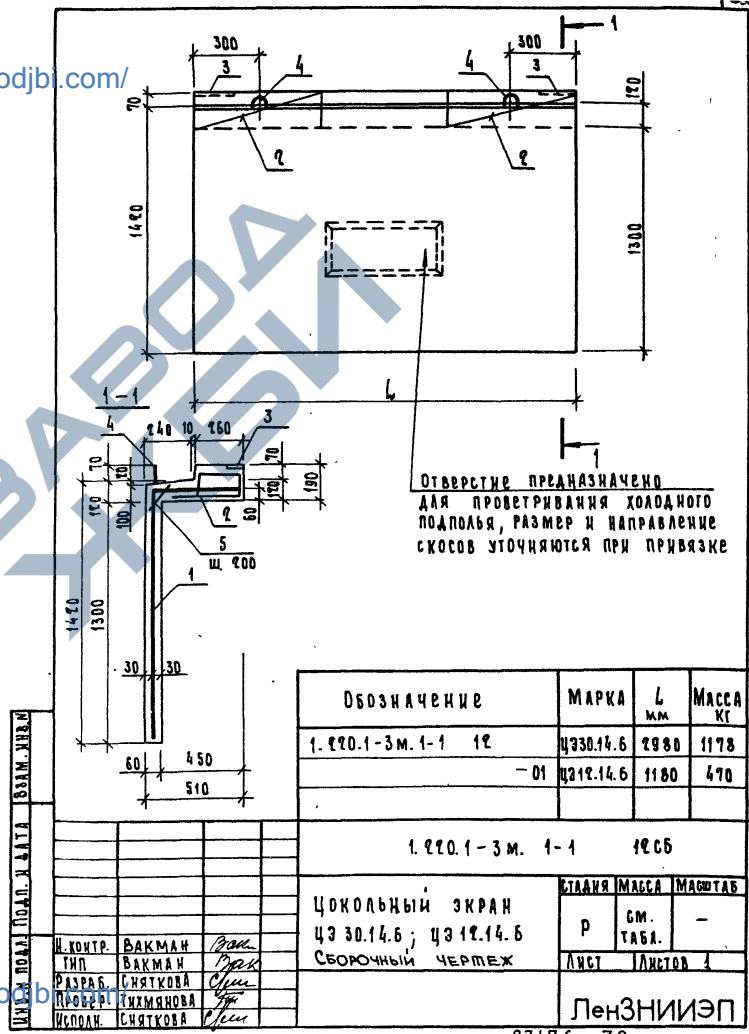 1
300
300
3
4
4
3
odjbi.com/
70
120
2
2
1420
1300
ЗАВОД
ЖБИ
L
1-1
4
240 10 260
3
70
20
120
100
70
120
190
60
2
5
Ш. 200
1
1
Отверстие предназначено
для проветривания холодного
подполья, размер и направление
скосов уточняются при привязке
1420
1300
30 30
60 450
510
Обозначение Марка L мм Масса кг
1.220.1-3м.1-1 12 ЦЭ30.14.6 2980 1178
-01 ЦЭ12.14.6 1180 470
1.220.1-3м. 1-1 12СБ
Цокольный экран
ЦЭ 30.14.6; ЦЭ12.14.6
Сборочный чертеж
Стадия Масса Масштаб
Р см. табл. -
Лист Листов 1
ЛенЗНИИЭП
Н.контр. Вакман
ГИП Вакман
Разраб. Сняткова
Провер. Тихмянова
Исполн. Сняткова
Взам. инв.№
Подп. и дата
Инв.№ подл.
odjbi.com/